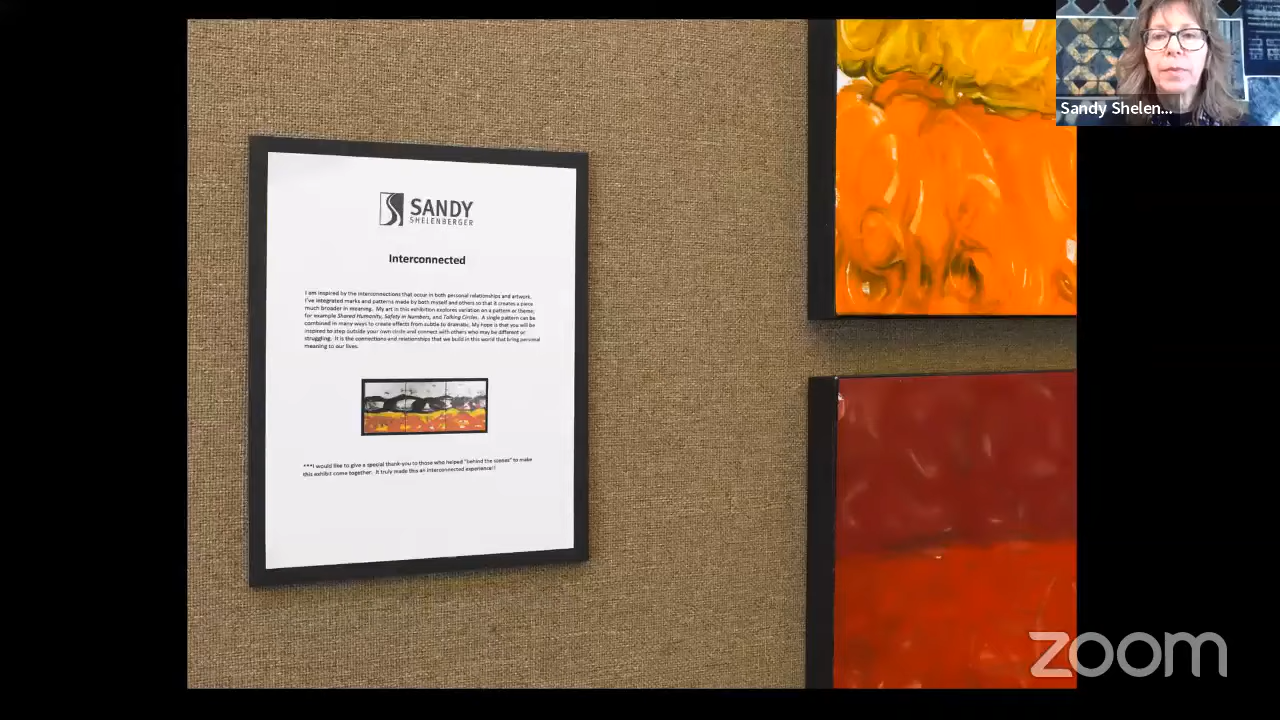 SANDY
SHELENBERGER
Interconnected
I am inspired by the interconnections that occur in both personal relationships and artwork.
I've integrated marks and patterns made by both myself and others so that it creates a piece
much broader in meaning. My art in this exhibition explores variation on a pattern or theme;
for example Shared Humanity, Safety in Numbers, and Talking Circles. A single pattern can be
combined in many ways to create effects from subtle to dramatic. My hope is that you will be
inspired to step outside your own circle and connect with others who may be different or
struggling. It is the connections and relationships that we build in this world that bring personal
meaning to our lives.
***I would like to give a special thank-you to those who helped "behind the scenes" to make
this exhibit come together. It truly made this an interconnected experience!!
Sandy Shelen...
zoom